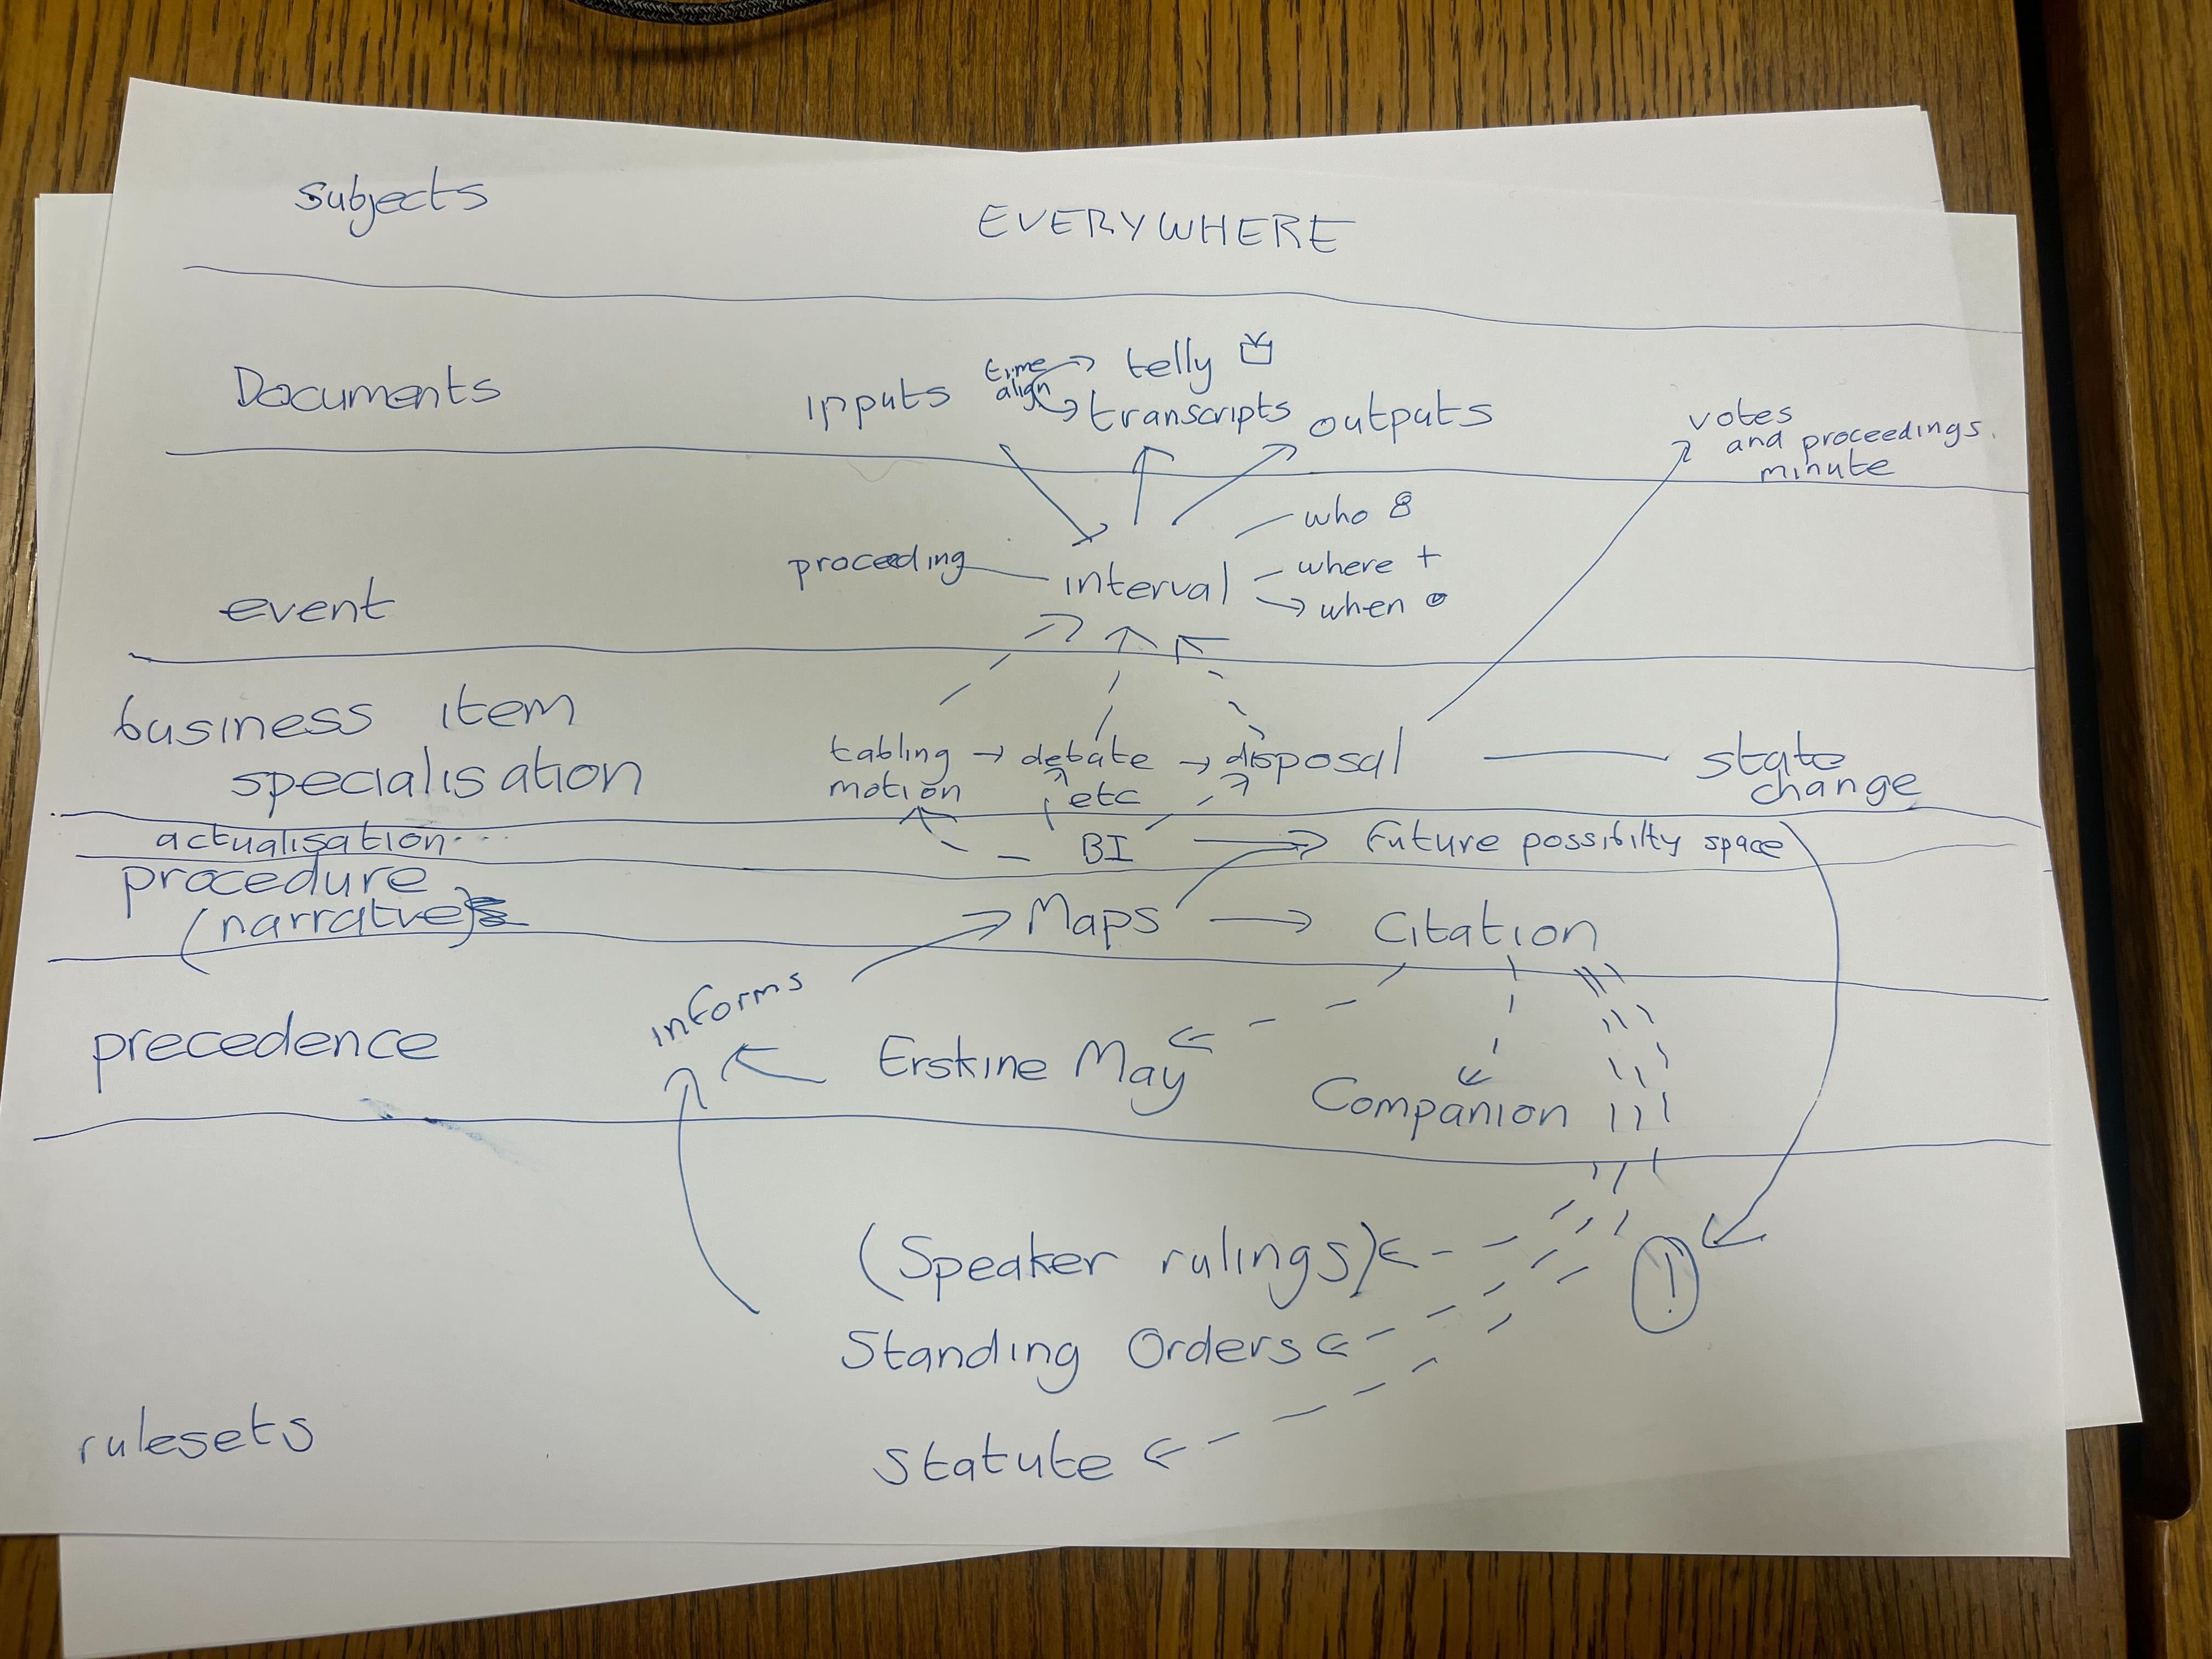 subjects
EVERYWHERE
Documents
inputs
time
align
telly
transcripts
outputs
votes
and proceedings.
minute
event
proceeding
interval
who
where
when
business item
specialisation
tabling
motion
debate
etc
disposal
state
change
actualisation...
BI
Future possibilty space
procedure
(narrative)
Maps
Citation
precedence
informs
Erskine May
Companion
(Speaker rulings)
!
Standing Orders
Statute
rulesets